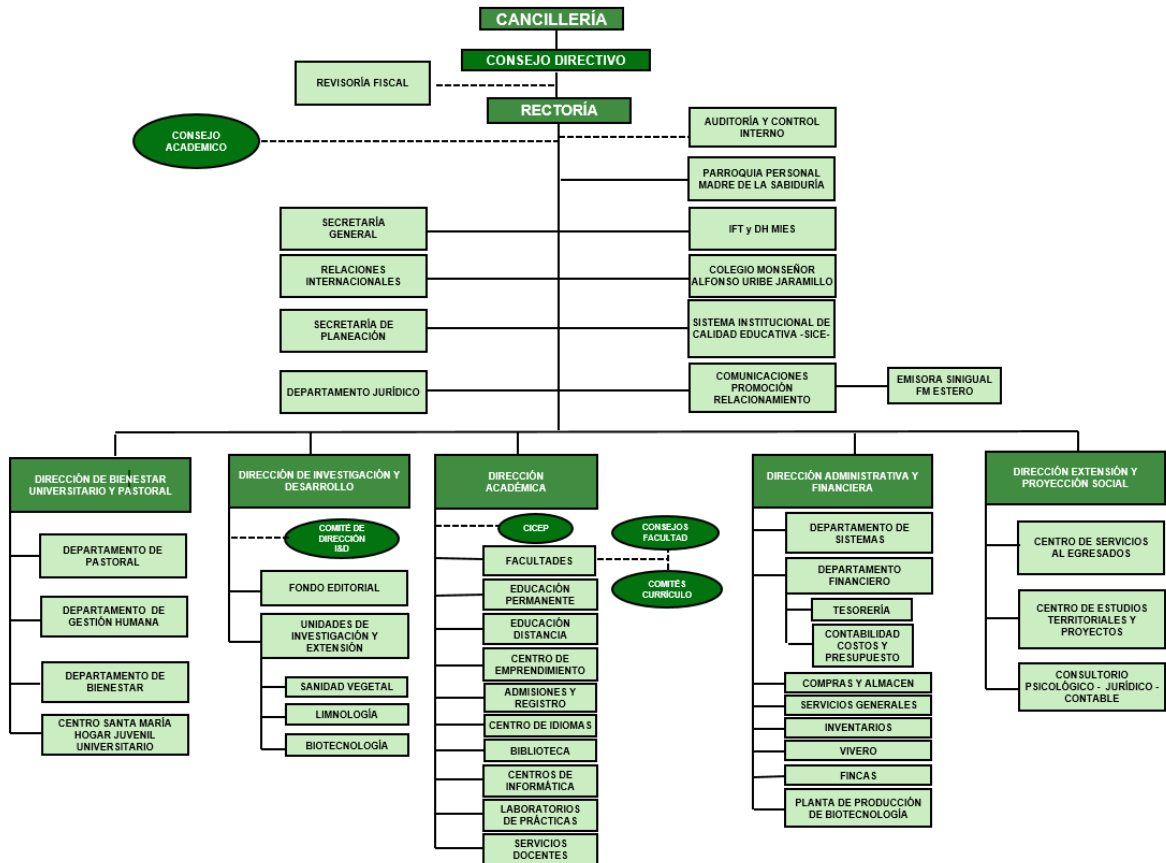 CANCILLERÍA
CONSEJO DIRECTIVO
REVISORÍA FISCAL
RECTORÍA
CONSEJO
ACADEMICO
AUDITORÍA Y CONTROL
INTERNO
PARROQUIA PERSONAL
MADRE DE LA SABIDURÍA
SECRETARÍA
GENERAL
IFT y DH MIES
RELACIONES
INTERNACIONALES
COLEGIO MONSEÑOR
ALFONSO URIBE JARAMILLO
SECRETARÍA DE
PLANEACIÓN
SISTEMA INSTITUCIONAL DE
CALIDAD EDUCATIVA -SICE-
DEPARTAMENTO JURÍDICO
COMUNICACIONES
PROMOCIÓN
RELACIONAMIENTO
EMISORA SINIGUAL
FM ESTERO
DIRECCIÓN DE BIENESTAR
UNIVERSITARIO Y PASTORAL
DEPARTAMENTO DE
PASTORAL
DEPARTAMENTO DE
GESTIÓN HUMANA
DEPARTAMENTO DE
BIENESTAR
CENTRO SANTA MARÍA
HOGAR JUVENIL
UNIVERSITARIO
DIRECCIÓN DE INVESTIGACIÓN Y
DESARROLLO
COMITÉ DE
DIRECCIÓN
I&D
FONDO EDITORIAL
UNIDADES DE
INVESTIGACIÓN Y
EXTENSIÓN
SANIDAD VEGETAL
LIMNOLOGÍA
BIOTECNOLOGÍA
DIRECCIÓN
ACADÉMICA
CICEP
FACULTADES
CONSEJOS
FACULTAD
COMITÉS
CURRÍCULO
EDUCACIÓN
PERMANENTE
EDUCACIÓN
DISTANCIA
CENTRO DE
EMPRENDIMIENTO
ADMISIONES Y
REGISTRO
CENTRO DE IDIOMAS
BIBLIOTECA
CENTROS DE
INFORMÁTICA
LABORATORIOS
DE PRÁCTICAS
SERVICIOS
DOCENTES
DIRECCIÓN ADMINISTRATIVA Y
FINANCIERA
DEPARTAMENTO DE
SISTEMAS
DEPARTAMENTO
FINANCIERO
TESORERÍA
CONTABILIDAD
COSTOS Y
PRESUPUESTO
COMPRAS Y ALMACEN
SERVICIOS GENERALES
INVENTARIOS
VIVERO
FINCAS
PLANTA DE PRODUCCIÓN
DE BIOTECNOLOGÍA
DIRECCIÓN EXTENSIÓN Y
PROYECCIÓN SOCIAL
CENTRO DE SERVICIOS
AL EGRESADOS
CENTRO DE ESTUDIOS
TERRITORIALES Y
PROYECTOS
CONSULTORIO
PSICOLÓGICO - JURÍDICO -
CONTABLE